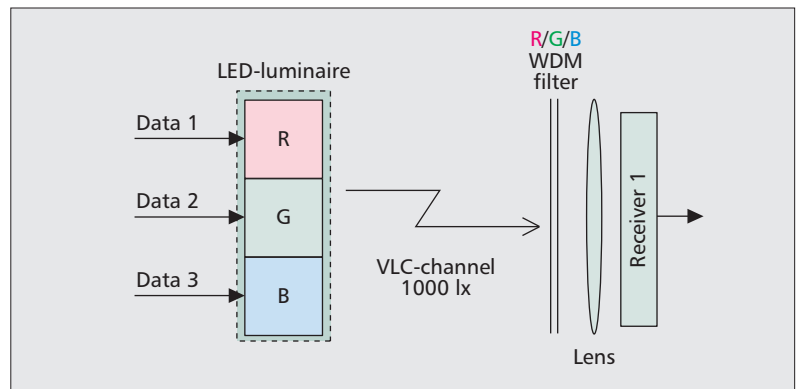 LED-luminaire
Data 1
R
Data 2
G
Data 3
B
VLC-channel
1000 lx
R/G/B
WDM
filter
Lens
Receiver 1